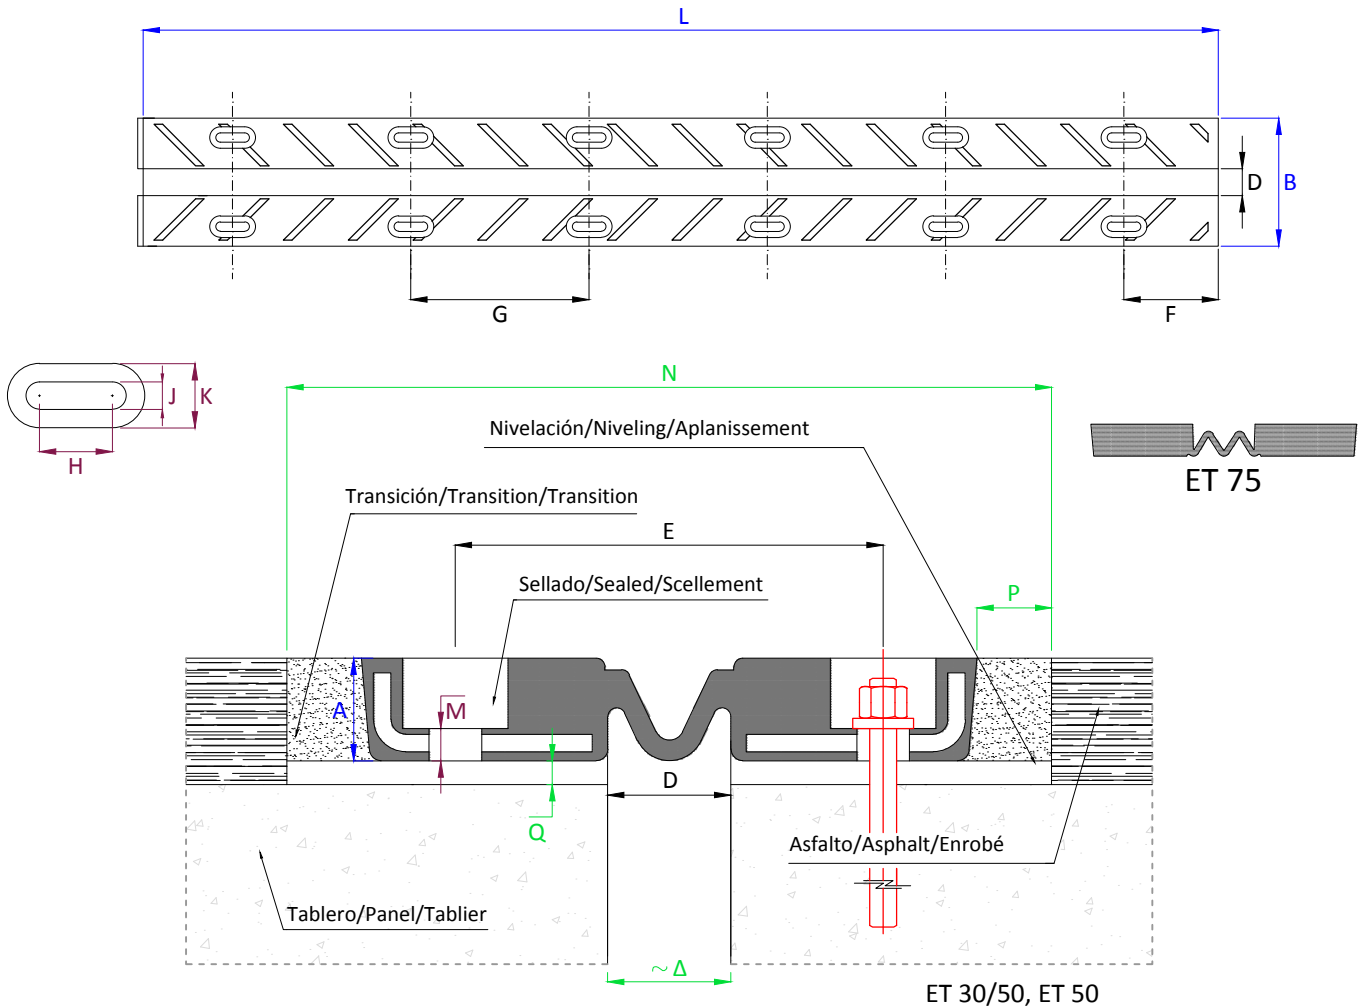 L
D
B
G
F
J
K
H
N
Nivelación/Niveling/Aplanissement
ET 75
Transición/Transition/Transition
E
Sellado/Sealed/Scellement
P
A
M
D
Q
Asfalto/Asphalt/Enrobé
Tablero/Panel/Tablier
~ Δ
ET 30/50, ET 50